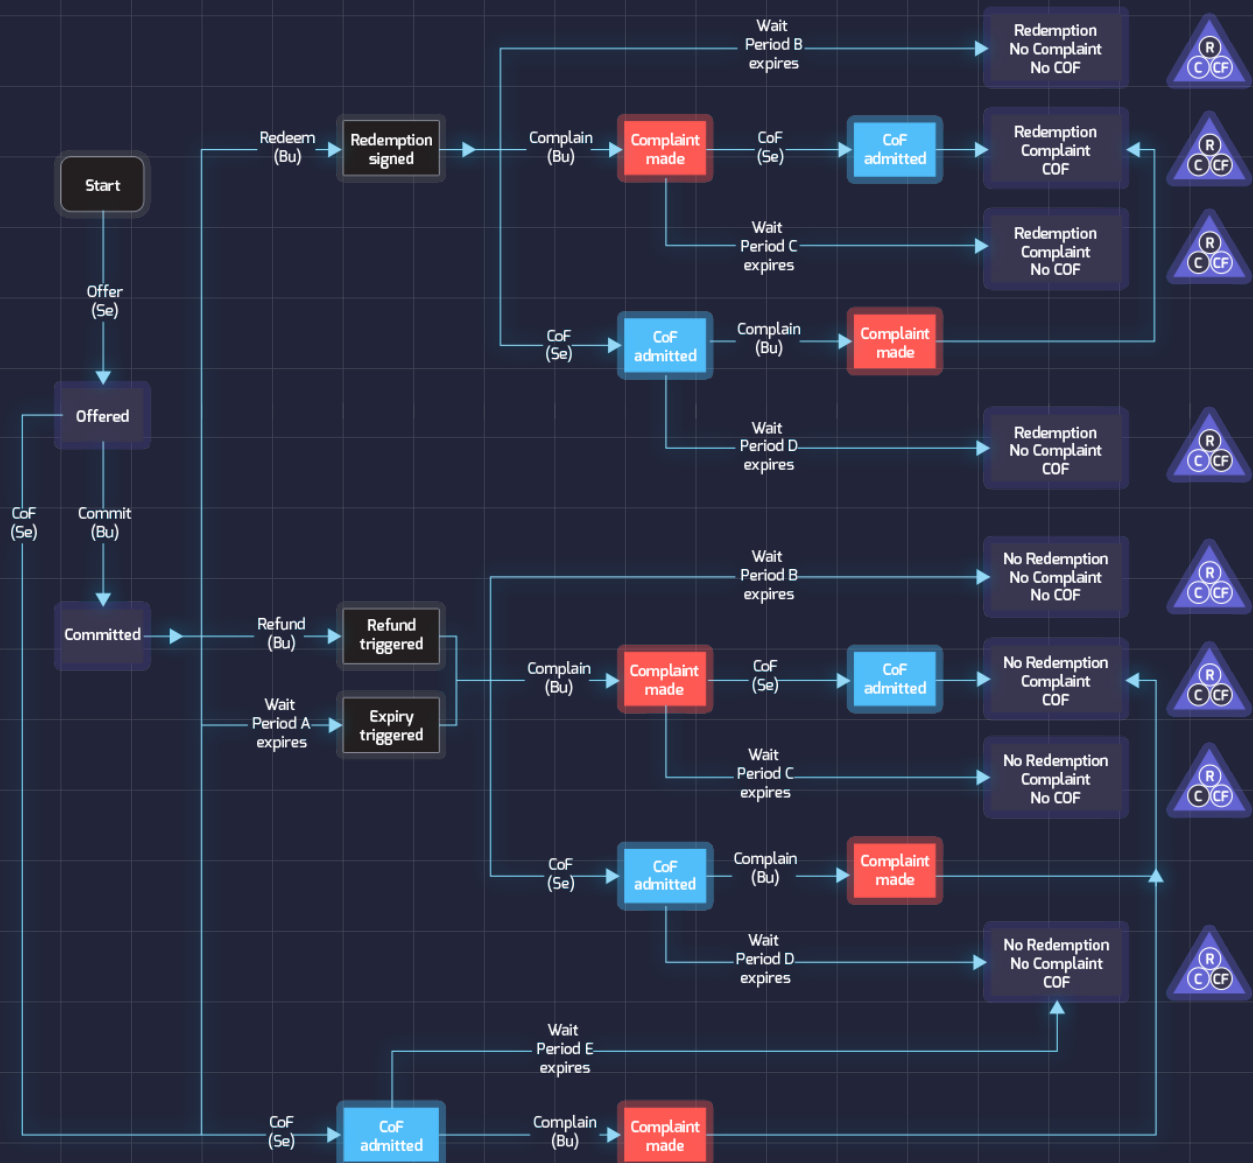 Wait
Period B
expires
Redemption
No Complaint
No COF
R
C
CF
Redeem
(Bu)
Redemption
signed
Complain
(Bu)
Complaint
made
CoF
(Se)
CoF
admitted
Redemption
Complaint
COF
R
C
CF
Start
Wait
Period C
expires
Redemption
Complaint
No COF
R
C
CF
Offer
(Se)
CoF
(Se)
CoF
admitted
Complain
(Bu)
Complaint
made
Offered
Wait
Period D
expires
Redemption
No Complaint
COF
R
C
CF
CoF
(Se)
Commit
(Bu)
Wait
Period B
expires
No Redemption
No Complaint
No COF
R
C
CF
Committed
Refund
(Bu)
Refund
triggered
Complain
(Bu)
Complaint
made
CoF
(Se)
CoF
admitted
No Redemption
Complaint
COF
R
C
CF
Wait
Period A
expires
Expiry
triggered
Wait
Period C
expires
No Redemption
Complaint
No COF
R
C
CF
CoF
(Se)
CoF
admitted
Complain
(Bu)
Complaint
made
Wait
Period D
expires
No Redemption
No Complaint
COF
R
C
CF
Wait
Period E
expires
CoF
(Se)
CoF
admitted
Complain
(Bu)
Complaint
made